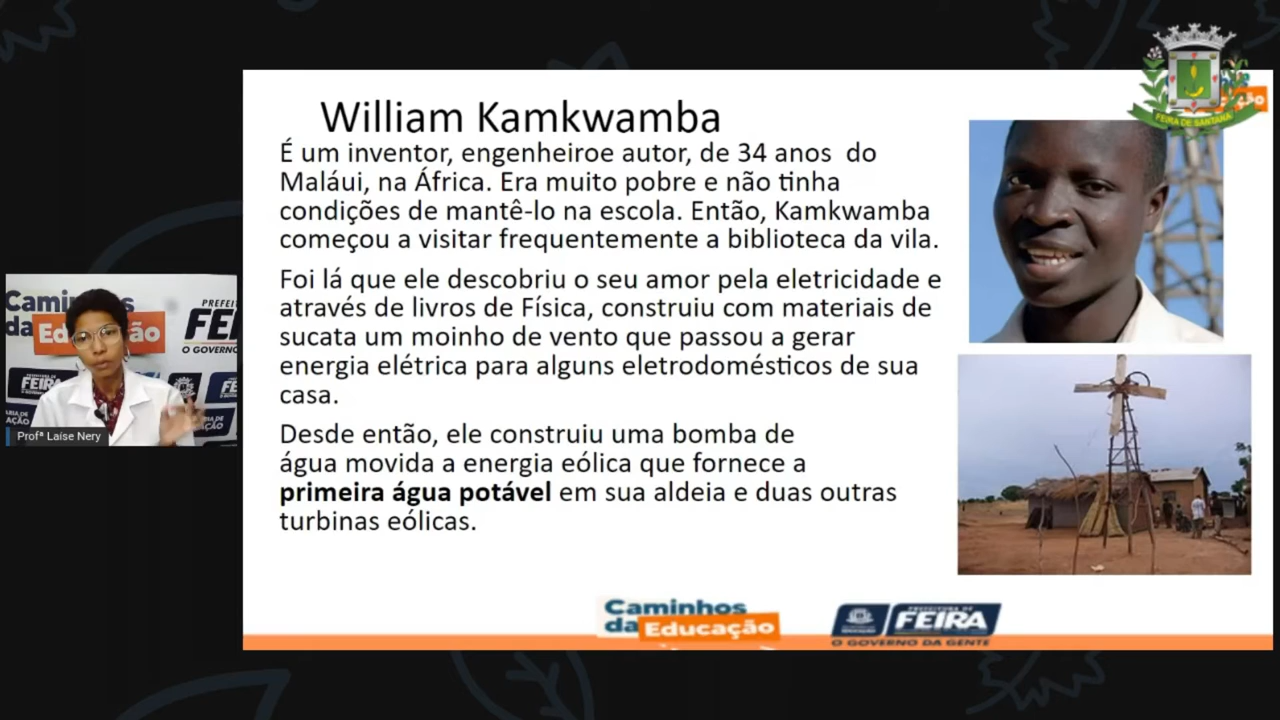 FEIRA DE SANTANA
William Kamkwamba
É um inventor, engenheiroe autor, de 34 anos  do
Maláui, na África. Era muito pobre e não tinha
condições de mantê-lo na escola. Então, Kamkwamba
começou a visitar frequentemente a biblioteca da vila.
Foi lá que ele descobriu o seu amor pela eletricidade e
através de livros de Física, construiu com materiais de
sucata um moinho de vento que passou a gerar
energia elétrica para alguns eletrodomésticos de sua
casa.
Desde então, ele construiu uma bomba de
água movida a energia eólica que fornece a
primeira água potável em sua aldeia e duas outras
turbinas eólicas.
Caminhos
da Educação
PREFEI
FEI
O GOVERNO
FEIRA
Profª Laíse Nery
Caminhos
da Educação
PREFEITURA DE
FEIRA
O GOVERNO DA GENTE